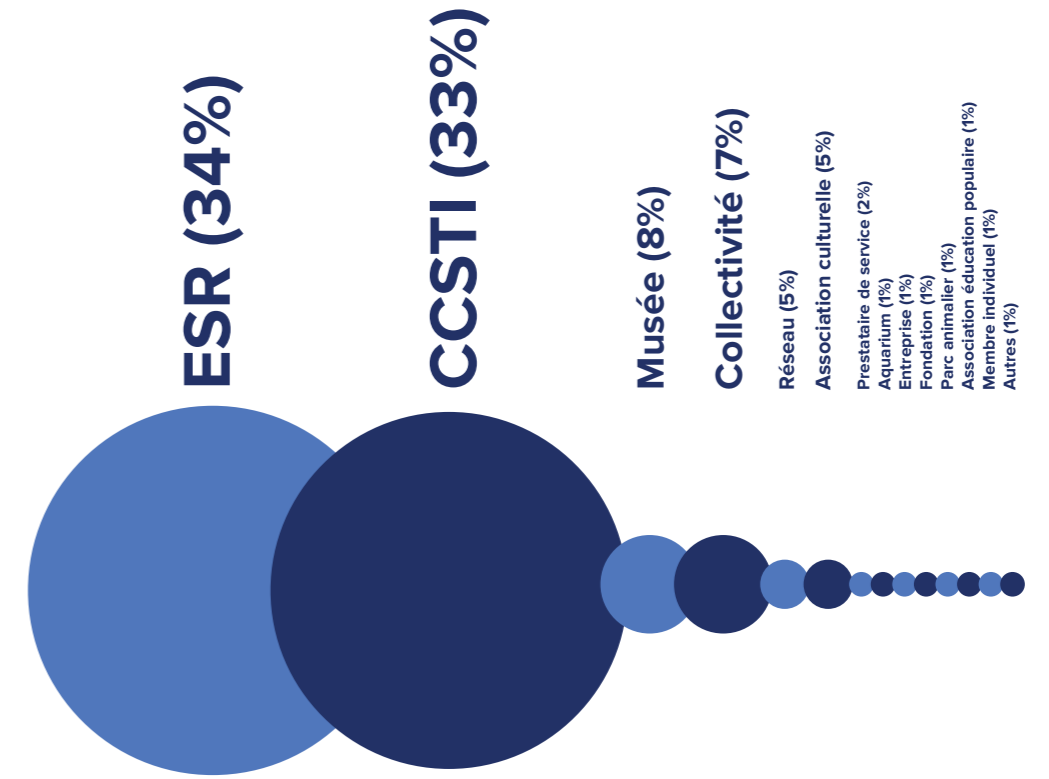 ESR (34%)
CCSTI (33%)
Musée (8%)
Collectivité (7%)
Réseau (5%)
Association culturelle (5%)
Prestataire de service (2%)
Aquarium (1%)
Entreprise (1%)
Fondation (1%)
Parc animalier (1%)
Association éducation populaire (1%)
Membre individuel (1%)
Autres (1%)